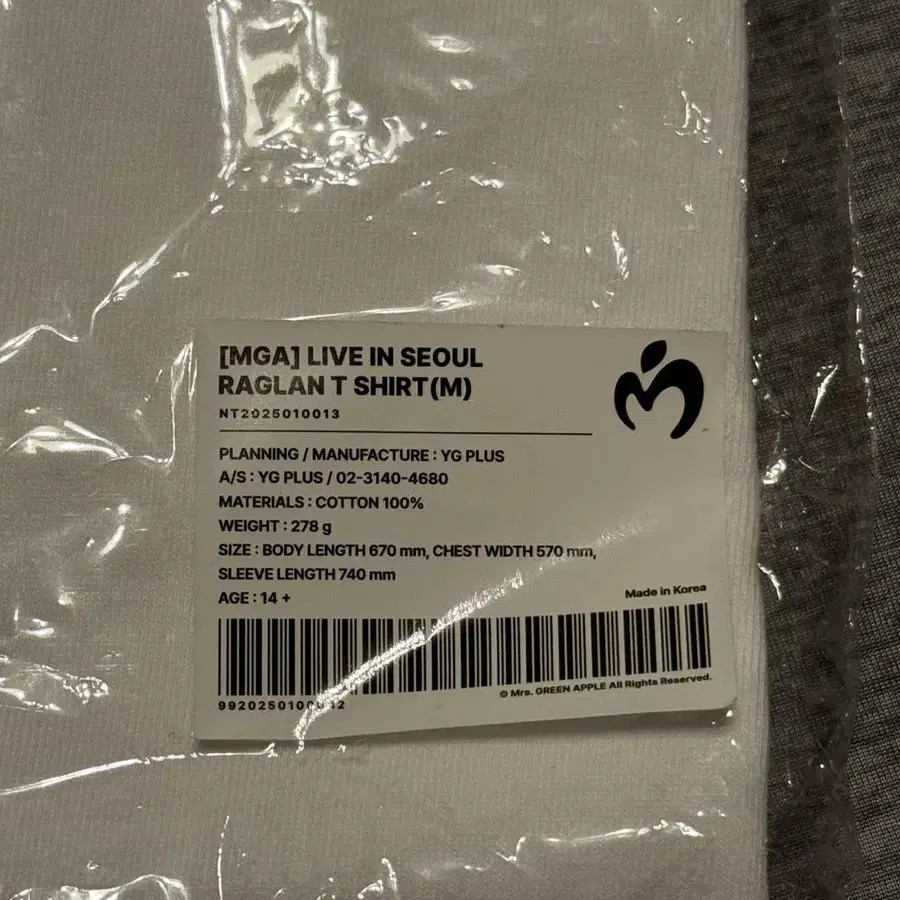 [MGA] LIVE IN SEOUL
RAGLAN T SHIRT(M)
NT2025010013
PLANNING / MANUFACTURE : YG PLUS
A/S : YG PLUS / 02-3140-4680
MATERIALS : COTTON 100%
WEIGHT : 278 g
SIZE : BODY LENGTH 670 mm, CHEST WIDTH 570 mm,
SLEEVE LENGTH 740 mm
AGE : 14 +
Made in Korea
© Mrs. GREEN APPLE All Rights Reserved.